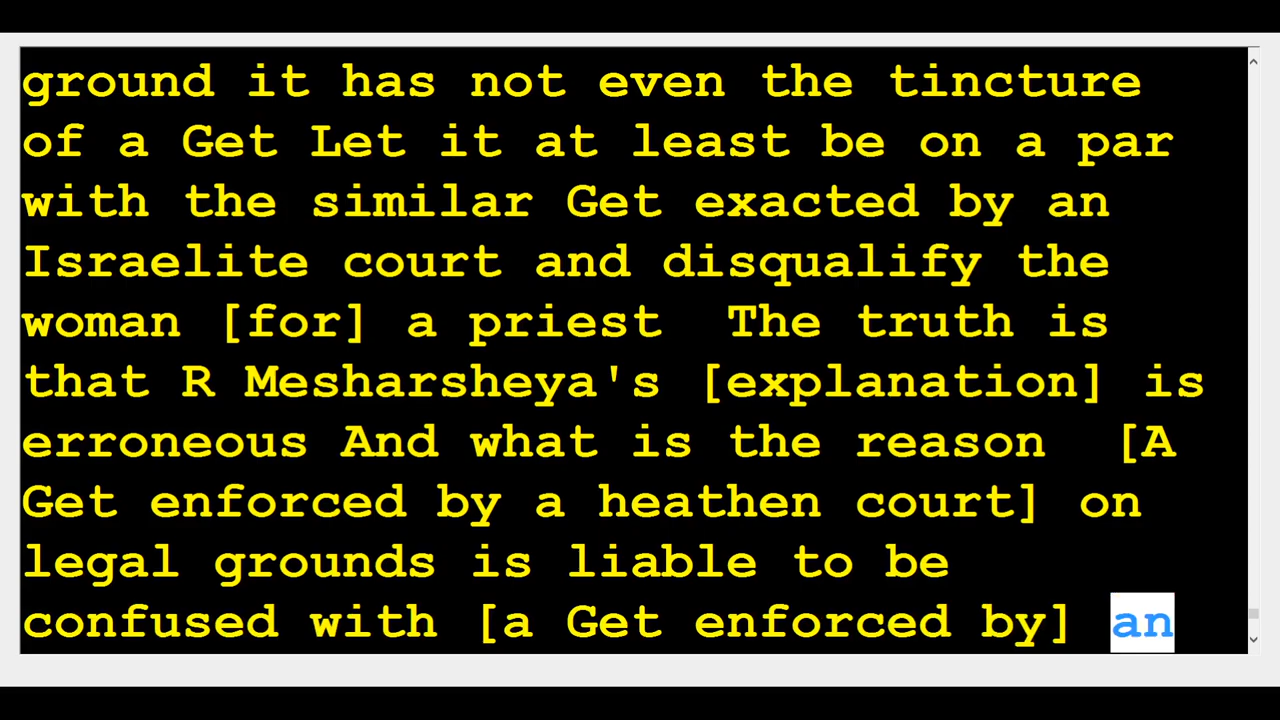 ground it has not even the tincture
of a Get Let it at least be on a par
with the similar Get exacted by an
Israelite court and disqualify the
woman [for] a priest The truth is
that R Mesharsheya's [explanation] is
erroneous And what is the reason [A
Get enforced by a heathen court] on
legal grounds is liable to be
confused with [a Get enforced by] an